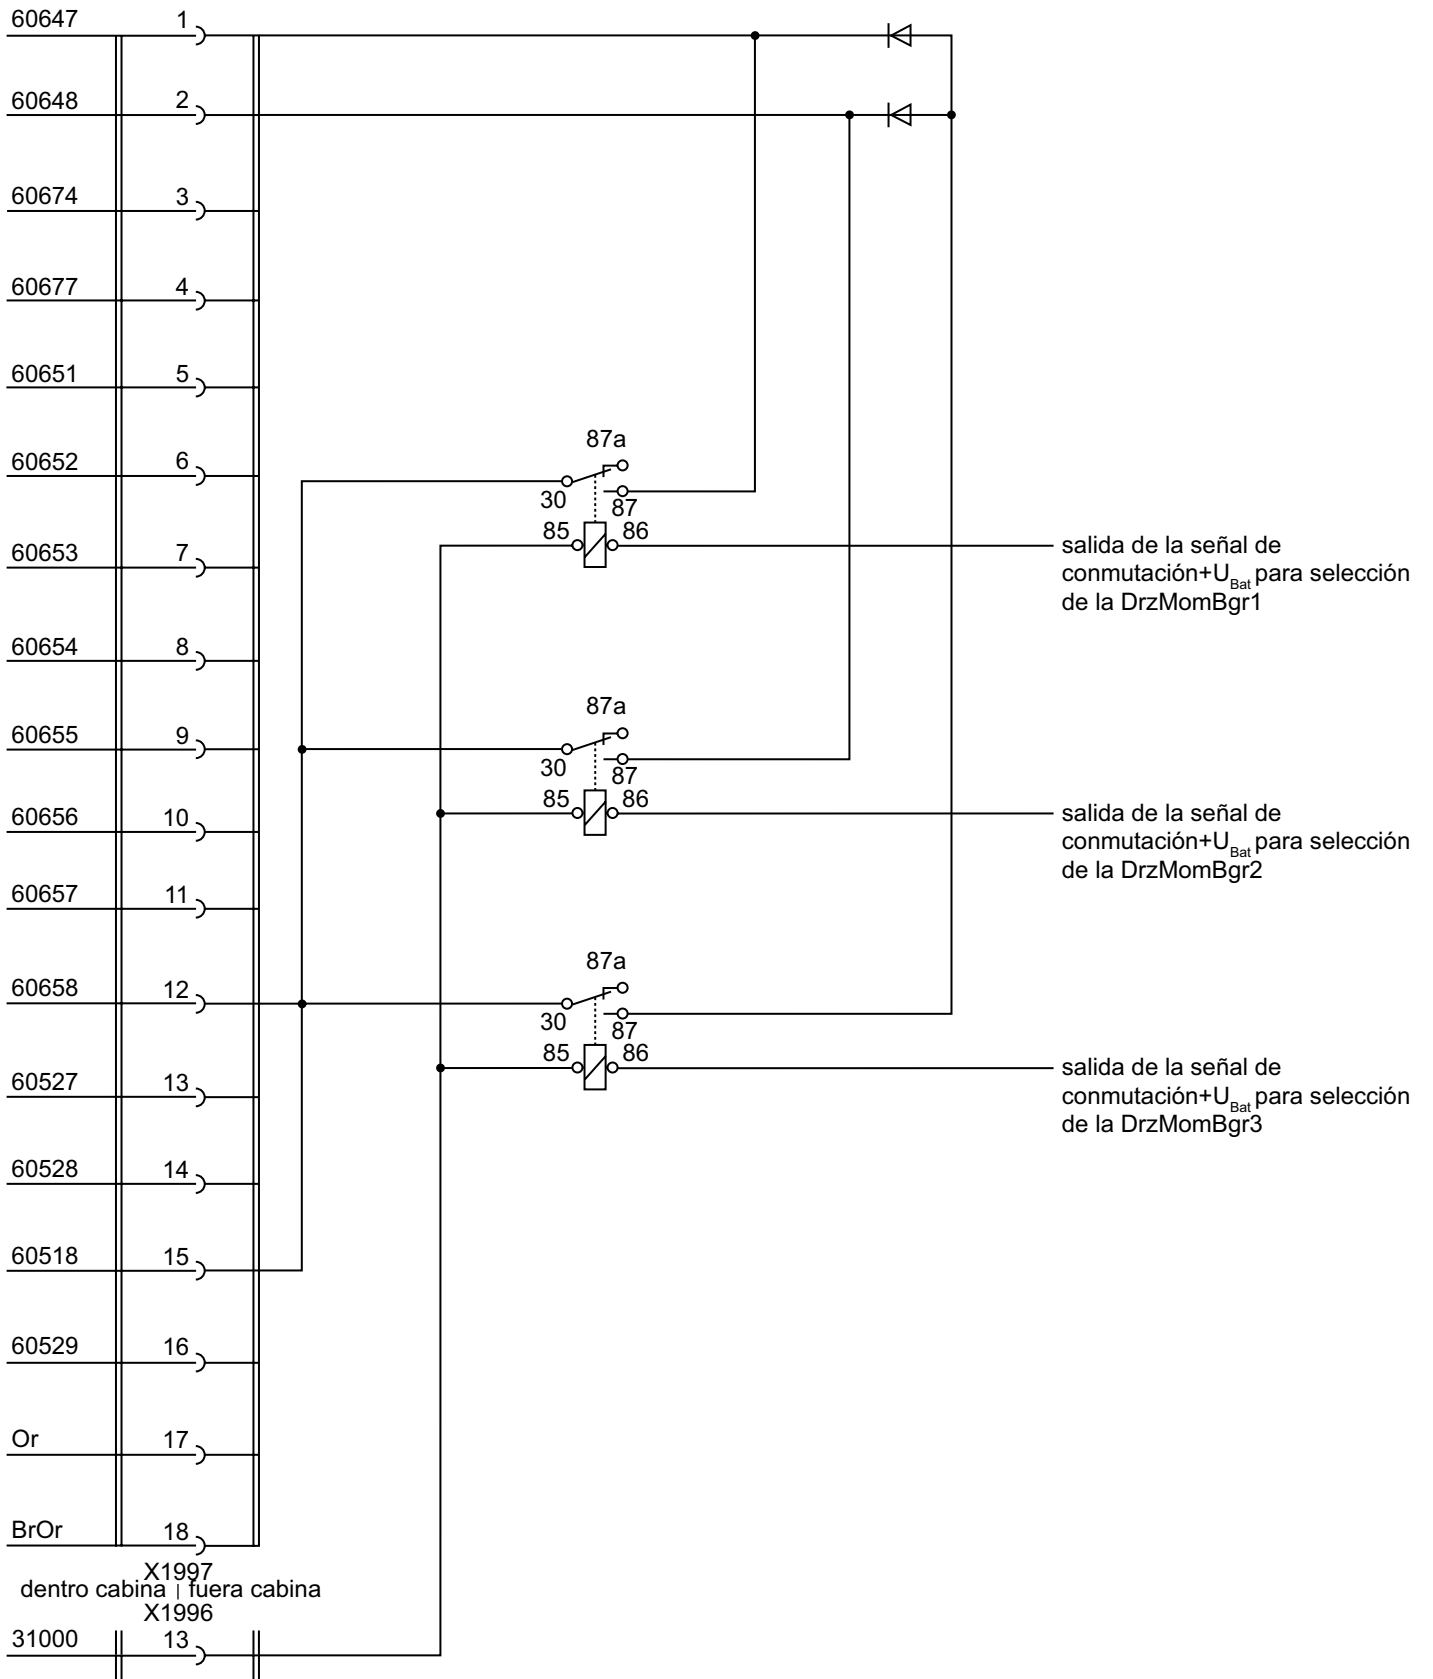 60647 1
60648 2
60674 3
60677 4
60651 5
87a
60652 6
30
87
85 86
60653 7
salida de la señal de
conmutación+UBat para selección
de la DrzMomBgr1
60654 8
87a
60655 9
30
87
85 86
60656 10
salida de la señal de
conmutación+UBat para selección
de la DrzMomBgr2
60657 11
87a
60658 12
30
87
85 86
60527 13
salida de la señal de
conmutación+UBat para selección
de la DrzMomBgr3
60528 14
60518 15
60529 16
Or 17
BrOr 18
X1997
dentro cabina | fuera cabina
X1996
31000 13